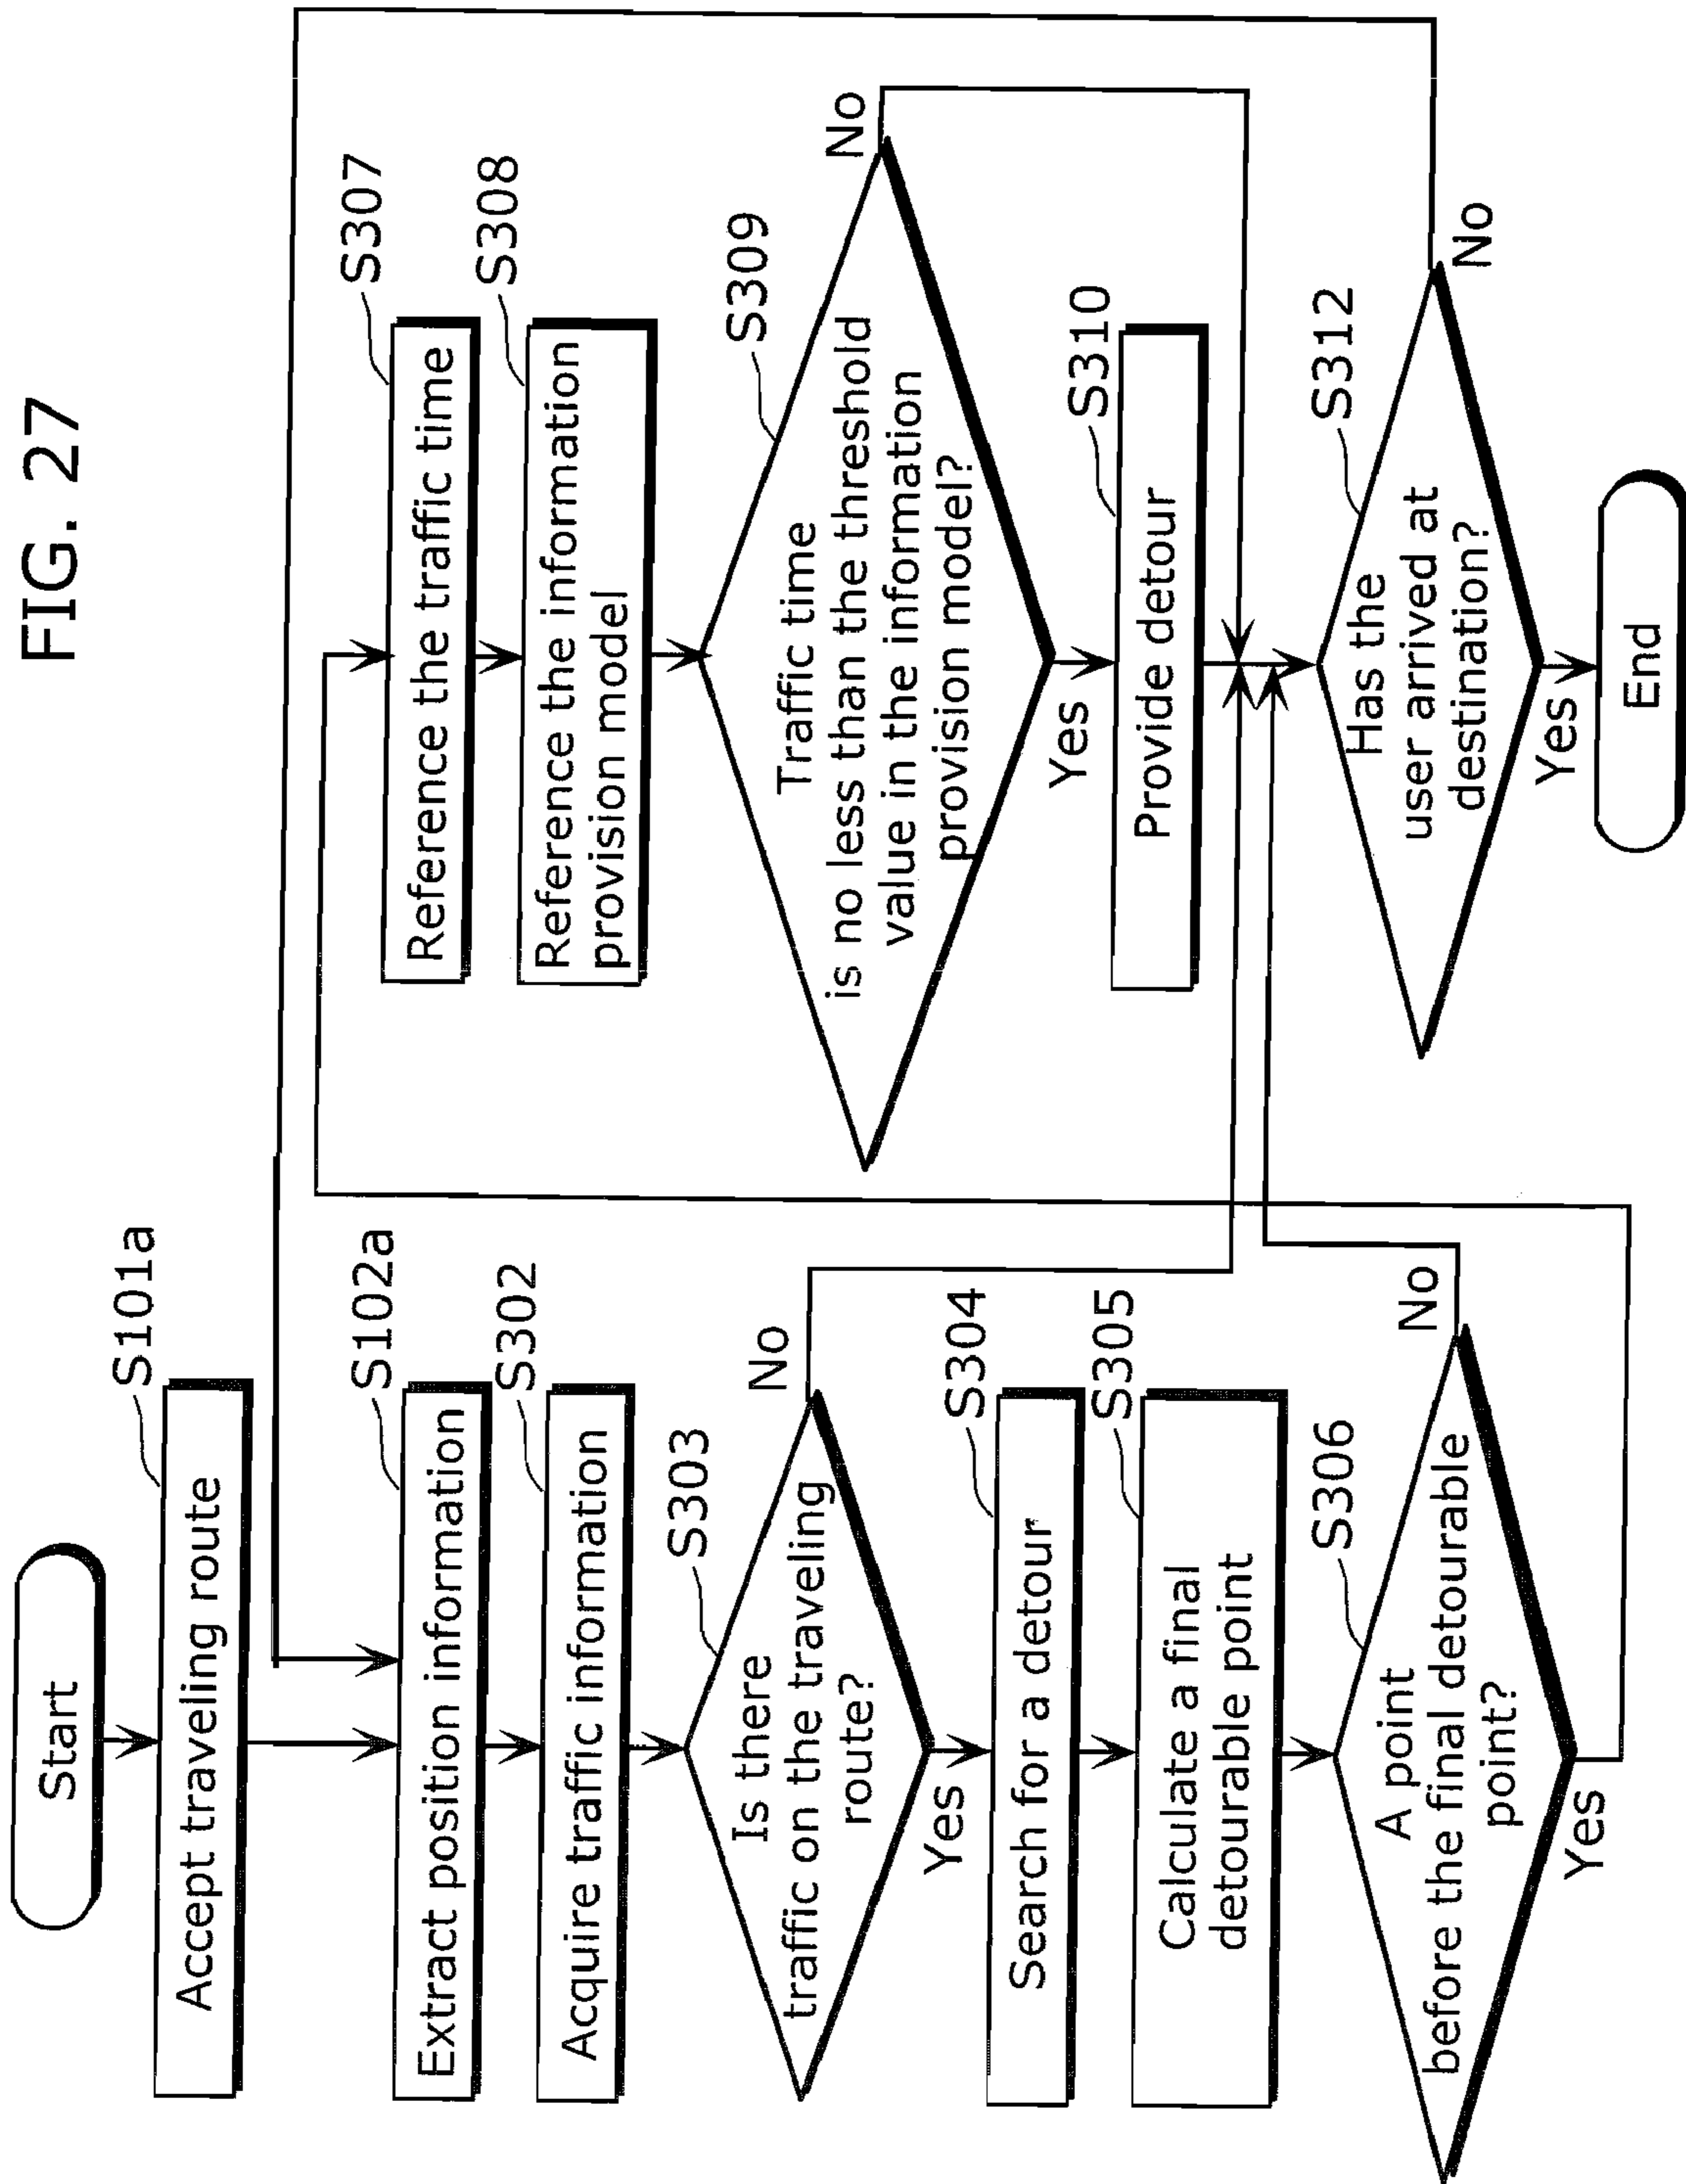 FIG. 27
Start
S101a
Accept traveling route
S102a
Extract position information
S302
Acquire traffic information
S303
Is there
traffic on the traveling
route?
No
Yes
S304
Search for a detour
S305
Calculate a final
detourable point
S306
A point
before the final detourable
point?
No
Yes
S307
Reference the traffic time
S308
Reference the information
provision model
S309
Traffic time
is no less than the threshold
value in the information
provision model?
No
Yes
S310
Provide detour
S312
Has the
user arrived at
destination?
No
Yes
End